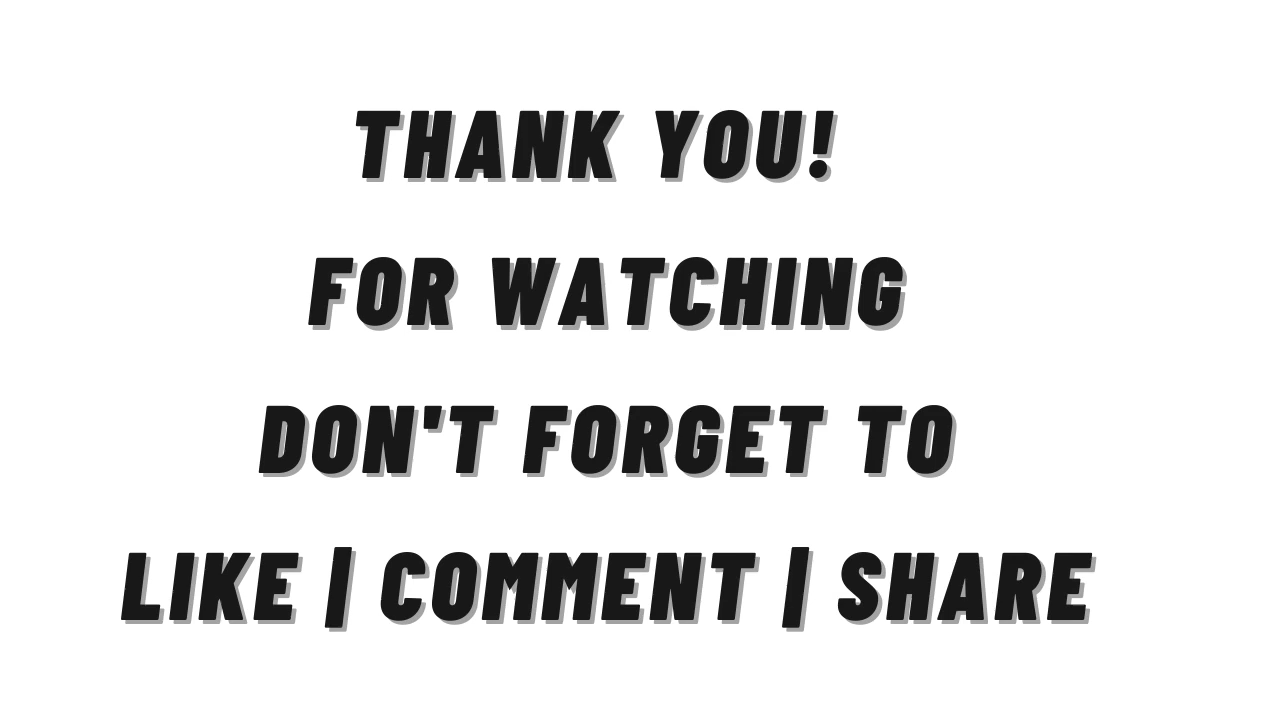 THANK YOU!
FOR WATCHING
DON'T FORGET TO
LIKE | COMMENT | SHARE